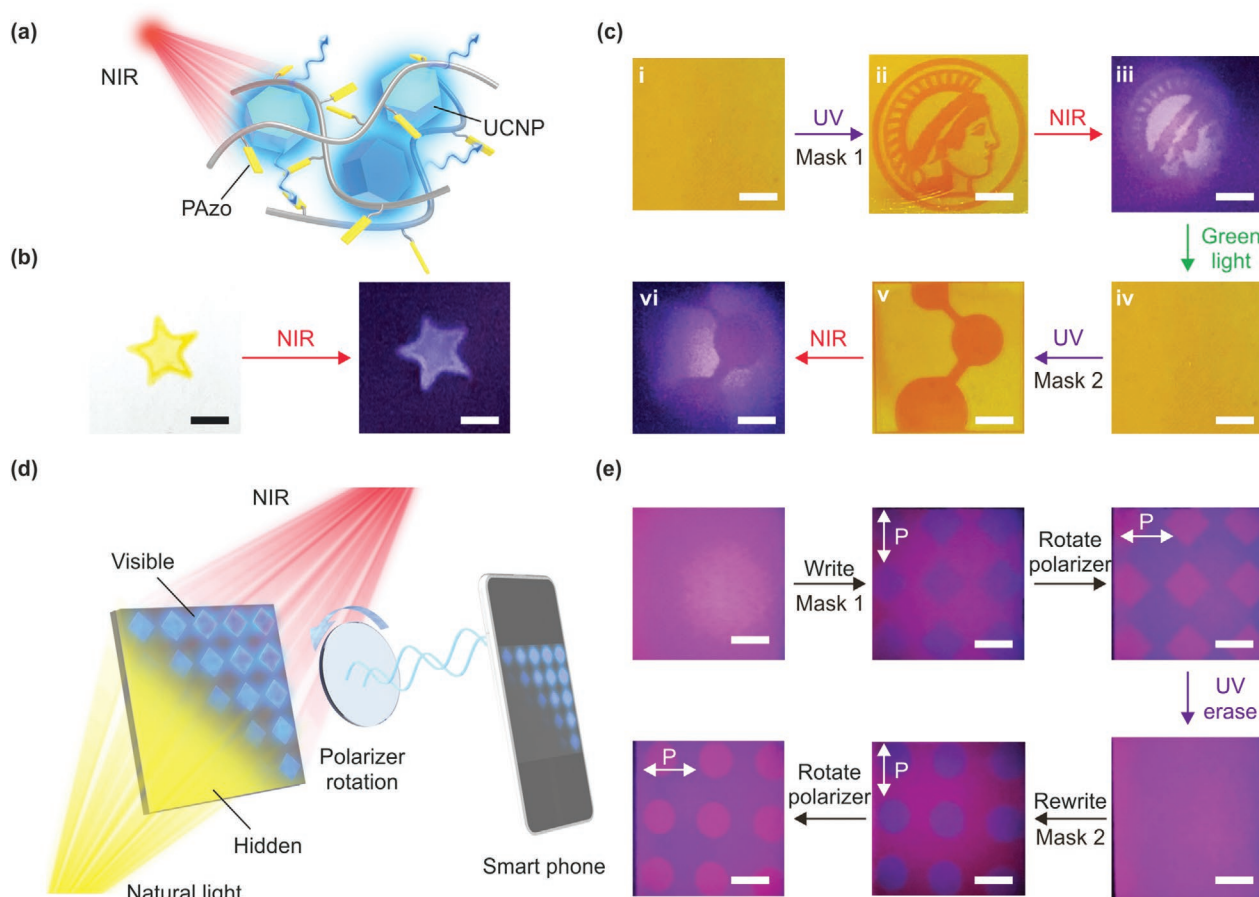 (a)
NIR
UCNP
PAzo
(b)
NIR
(c)
i
UV
Mask 1
ii
NIR
iii
Green
light
iv
UV
Mask 2
v
NIR
vi
(d)
NIR
Visible
Polarizer
rotation
Hidden
Natural light
Smart phone
(e)
Write
Mask 1
P
Rotate
polarizer
P
UV
erase
Rewrite
Mask 2
P
Rotate
polarizer
P